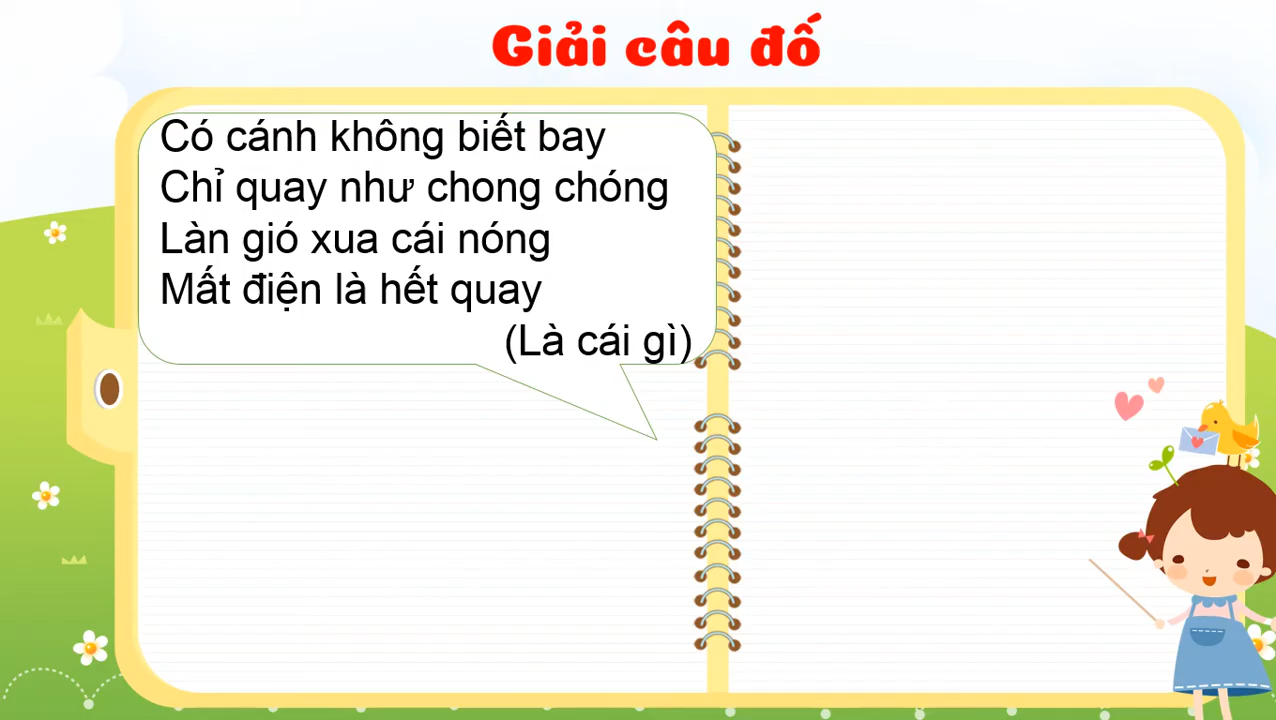 Giải câu đố
Có cánh không biết bay
Chỉ quay như chong chóng
Làn gió xua cái nóng
Mất điện là hết quay
(Là cái gì)